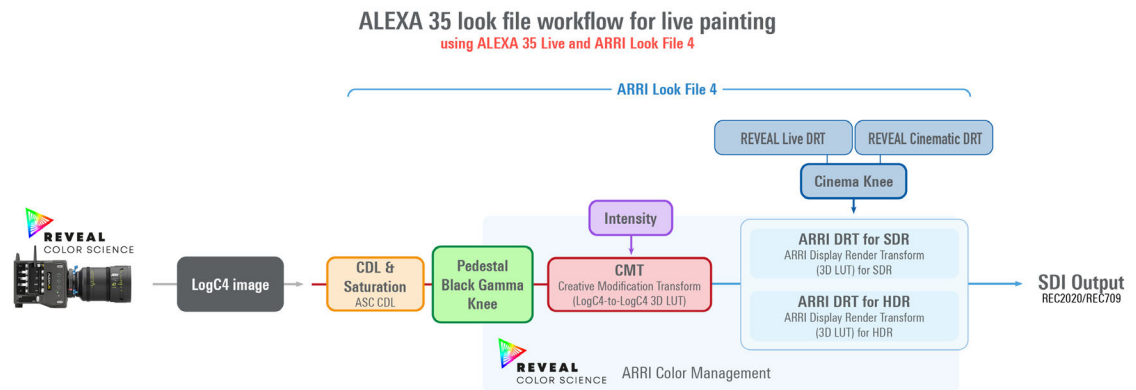 ALEXA 35 look file workflow for live painting
using ALEXA 35 Live and ARRI Look File 4
ARRI Look File 4
REVEAL Live DRT
REVEAL Cinematic DRT
Cinema Knee
REVEAL
COLOR SCIENCE
Intensity
LogC4 image
CDL &
Saturation
ASC CDL
Pedestal
Black Gamma
Knee
CMT
Creative Modification Transform
(LogC4-to-LogC4 3D LUT)
ARRI DRT for SDR
ARRI Display Render Transform
(3D LUT) for SDR
ARRI DRT for HDR
ARRI Display Render Transform
(3D LUT) for HDR
SDI Output
REC2020/REC709
REVEAL
COLOR SCIENCE
ARRI Color Management